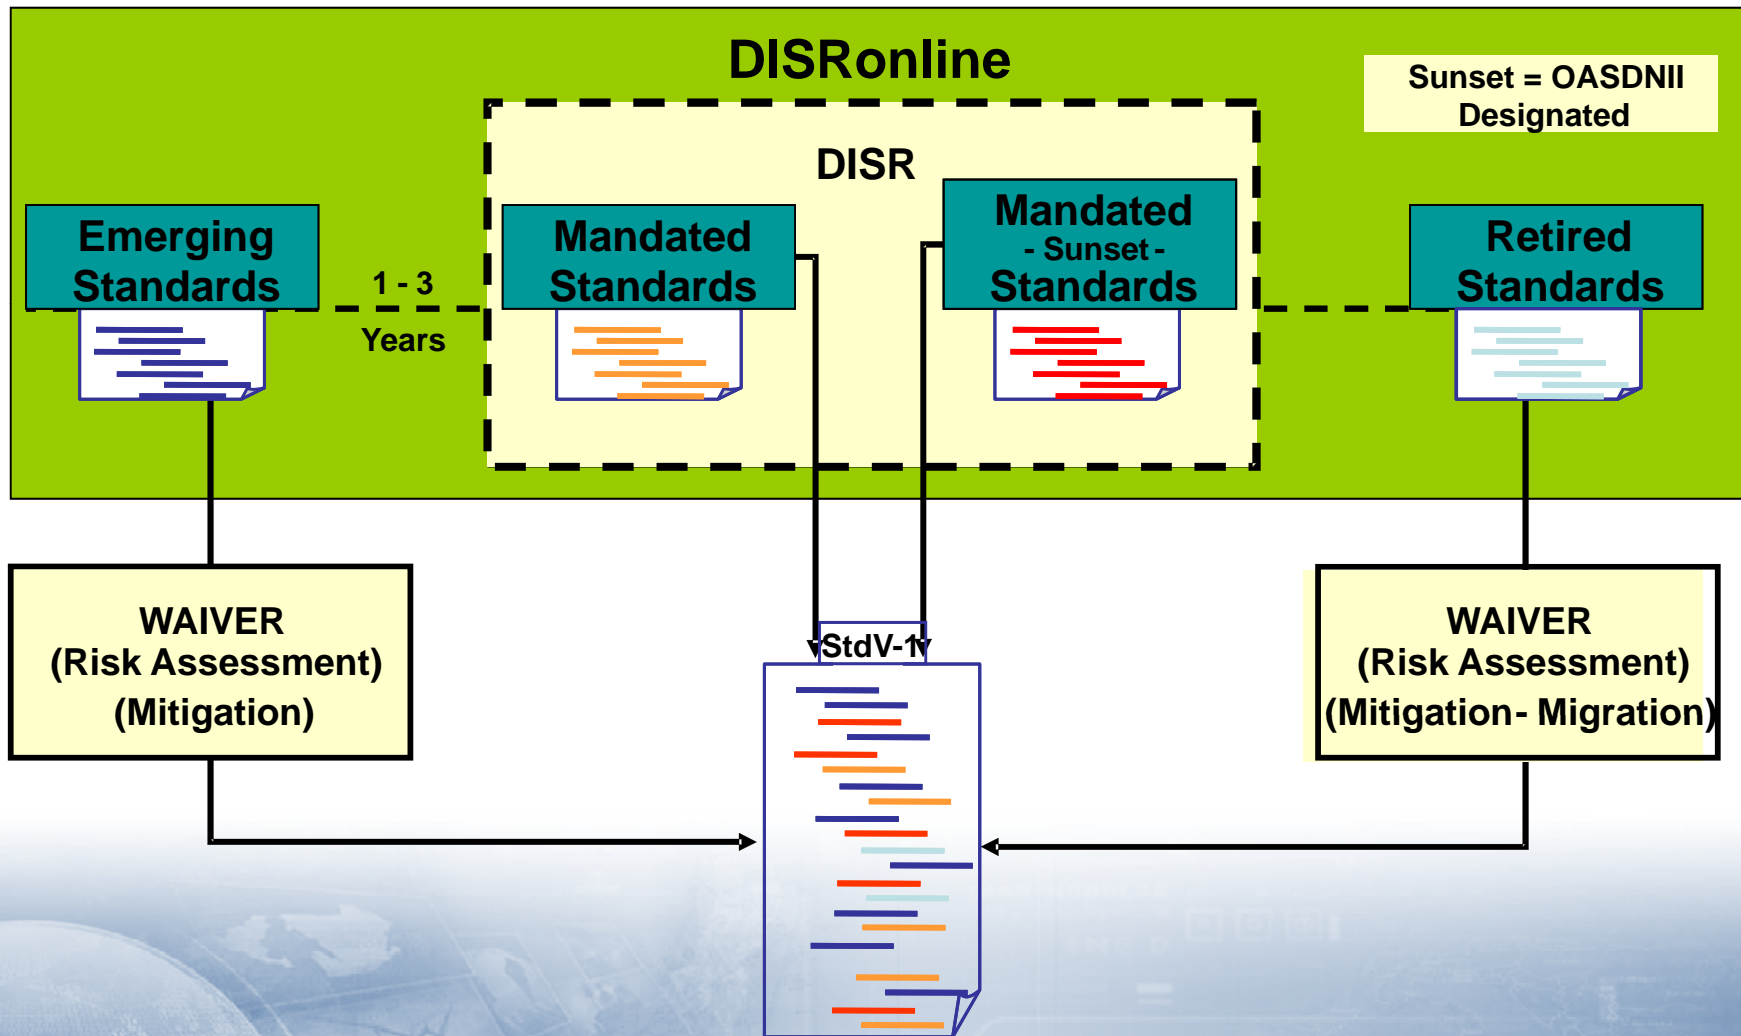 DISRonline
Sunset = OASDNII
Designated
DISR
Emerging
Standards
1 - 3
Years
Mandated
Standards
Mandated
- Sunset -
Standards
Retired
Standards
WAIVER
(Risk Assessment)
(Mitigation)
StdV-1
WAIVER
(Risk Assessment)
(Mitigation- Migration)